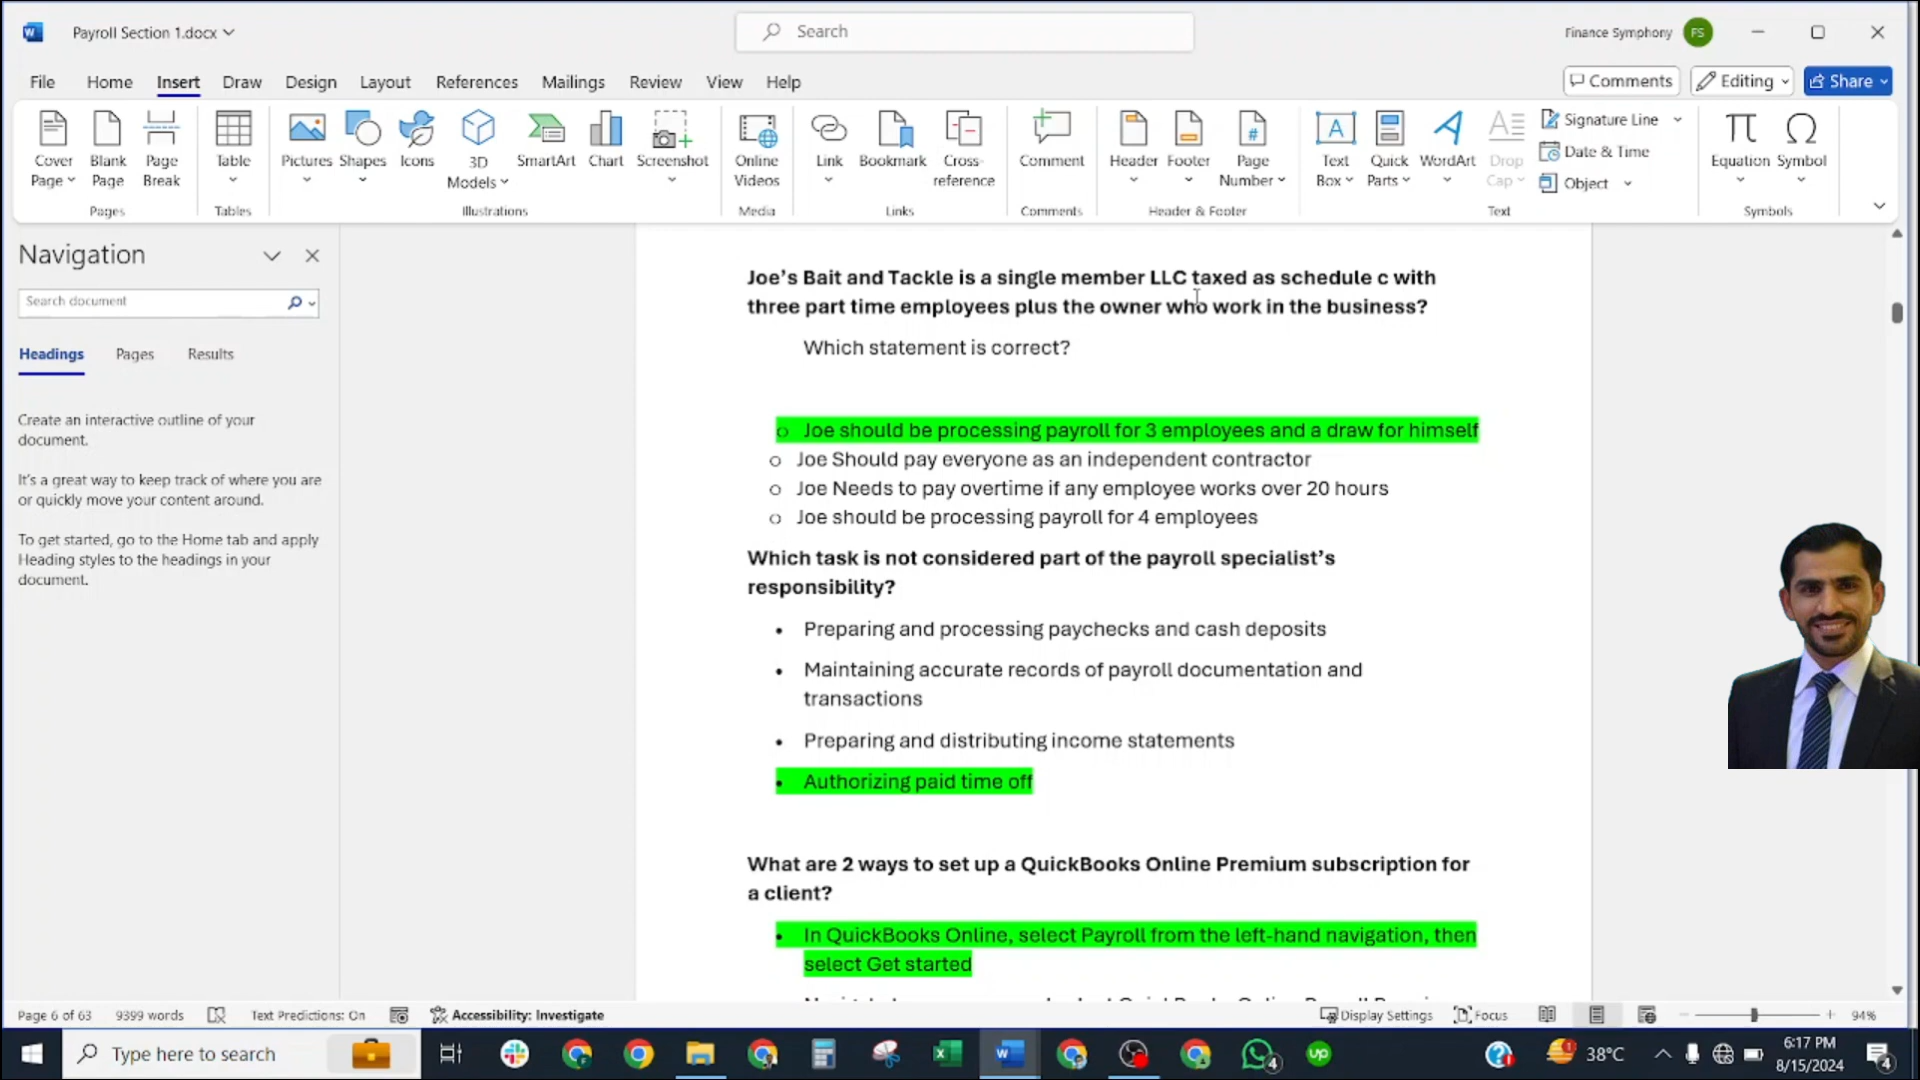 Payroll Section 1.docx
Search
Finance Symphony
FS
File
Home
Insert
Draw
Design
Layout
References
Mailings
Review
View
Help
Comments
Editing
Share
Cover Page
Blank Page
Page Break
Table
Pictures
Shapes
Icons
3D Models
SmartArt
Chart
Screenshot
Online Videos
Link
Bookmark
Cross-reference
Comment
Header
Footer
Page Number
Text Box
Quick Parts
WordArt
Drop Cap
Signature Line
Date & Time
Object
Equation
Symbol
Pages
Tables
Illustrations
Media
Links
Comments
Header & Footer
Text
Symbols
Navigation
Search document
Headings
Pages
Results
Create an interactive outline of your
document.
It's a great way to keep track of where you are
or quickly move your content around.
To get started, go to the Home tab and apply
Heading styles to the headings in your
document.
Joe's Bait and Tackle is a single member LLC taxed as schedule c with
three part time employees plus the owner who work in the business?
Which statement is correct?
o Joe should be processing payroll for 3 employees and a draw for himself
o Joe Should pay everyone as an independent contractor
o Joe Needs to pay overtime if any employee works over 20 hours
o Joe should be processing payroll for 4 employees
Which task is not considered part of the payroll specialist's
responsibility?
• Preparing and processing paychecks and cash deposits
• Maintaining accurate records of payroll documentation and
transactions
• Preparing and distributing income statements
• Authorizing paid time off
What are 2 ways to set up a QuickBooks Online Premium subscription for
a client?
• In QuickBooks Online, select Payroll from the left-hand navigation, then
select Get started
Page 6 of 63
9399 words
Text Predictions: On
Accessibility: Investigate
Display Settings
Focus
94%
Type here to search
4
up
38°C
6:17 PM
8/15/2024
4